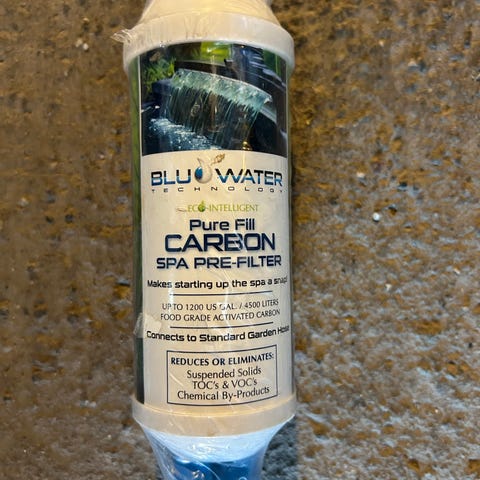 BLU WATER
TECHNOLOGY
ECO-INTELLIGENT
Pure Fill
CARBON
SPA PRE-FILTER
Makes starting up the spa a snap!
UP TO 1200 US GAL. / 4500 LITERS
FOOD GRADE ACTIVATED CARBON
Connects to Standard Garden Hose
REDUCES OR ELIMINATES:
Suspended Solids
TOC's & VOC's
Chemical By-Products